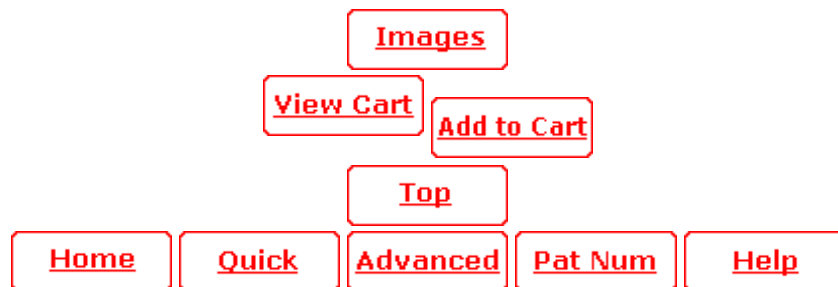 Images
View Cart
Add to Cart
Top
Home Quick Advanced Pat Num Help